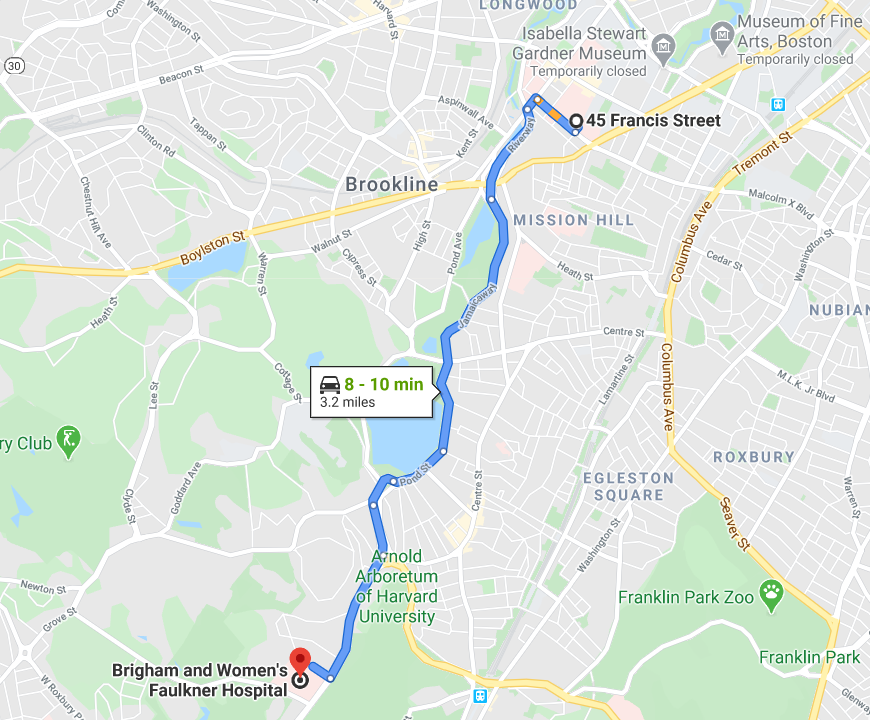 LONGWOOD
Washington St
Harvard St
Isabella Stewart
Gardner Museum
Temporarily closed
Museum of Fine
Arts, Boston
Temporarily closed
30
Beacon St
Aspinwall Ave
45 Francis Street
Riverway
Tappan St
Kent St
Clinton Rd
Tremont St
Brookline
Chestnut Hill Ave
MISSION HILL
Malcolm X Blvd
Columbus Ave
High St
Walnut St
Boylston St
Pond Ave
Washington St
Cedar St
Warren St
Cypress St
Heath St
Jamaicaway
Heath St
NUBIAN
Centre St
8 - 10 min
3.2 miles
Lamartine St
Columbus Ave
Cottage St
M.L.K. Jr Blvd
Lee St
ry Club
ROXBURY
Pond St
EGLESTON
SQUARE
Goddard Ave
Centre St
Clyde St
Warren St
Seaver St
Washington St
Arnold
Arboretum
of Harvard
University
Newton St
Franklin Park Zoo
Grove St
Franklin Park
Brigham and Women's
Faulkner Hospital
W Roxbury
Glenway